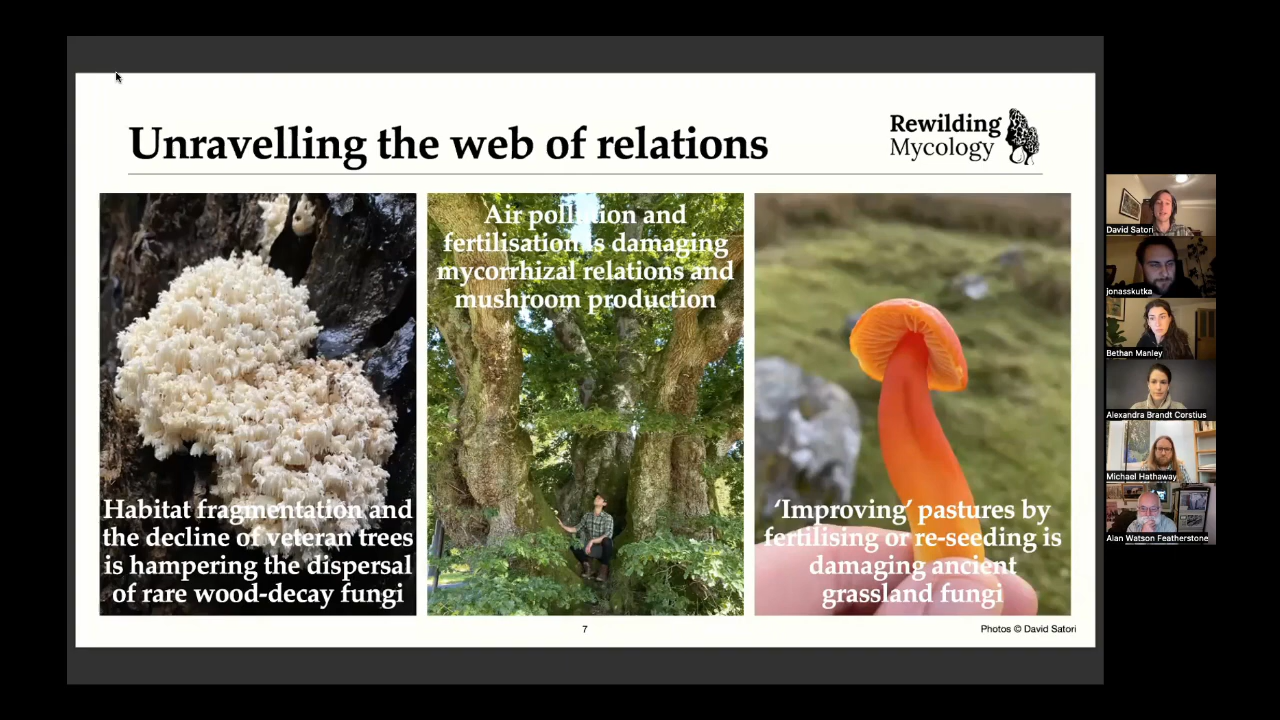 Unravelling the web of relations
Rewilding
Mycology
Habitat fragmentation and
the decline of veteran trees
is hampering the dispersal
of rare wood-decay fungi
Air pollution and
fertilisation is damaging
mycorrhizal relations and
mushroom production
‘Improving’ pastures by
fertilising or re-seeding is
damaging ancient
grassland fungi
7
Photos © David Satori
David Satori
jonasskutka
Bethan Manley
Alexandra Brandt Corstius
Michael Hathaway
Alan Watson Featherstone